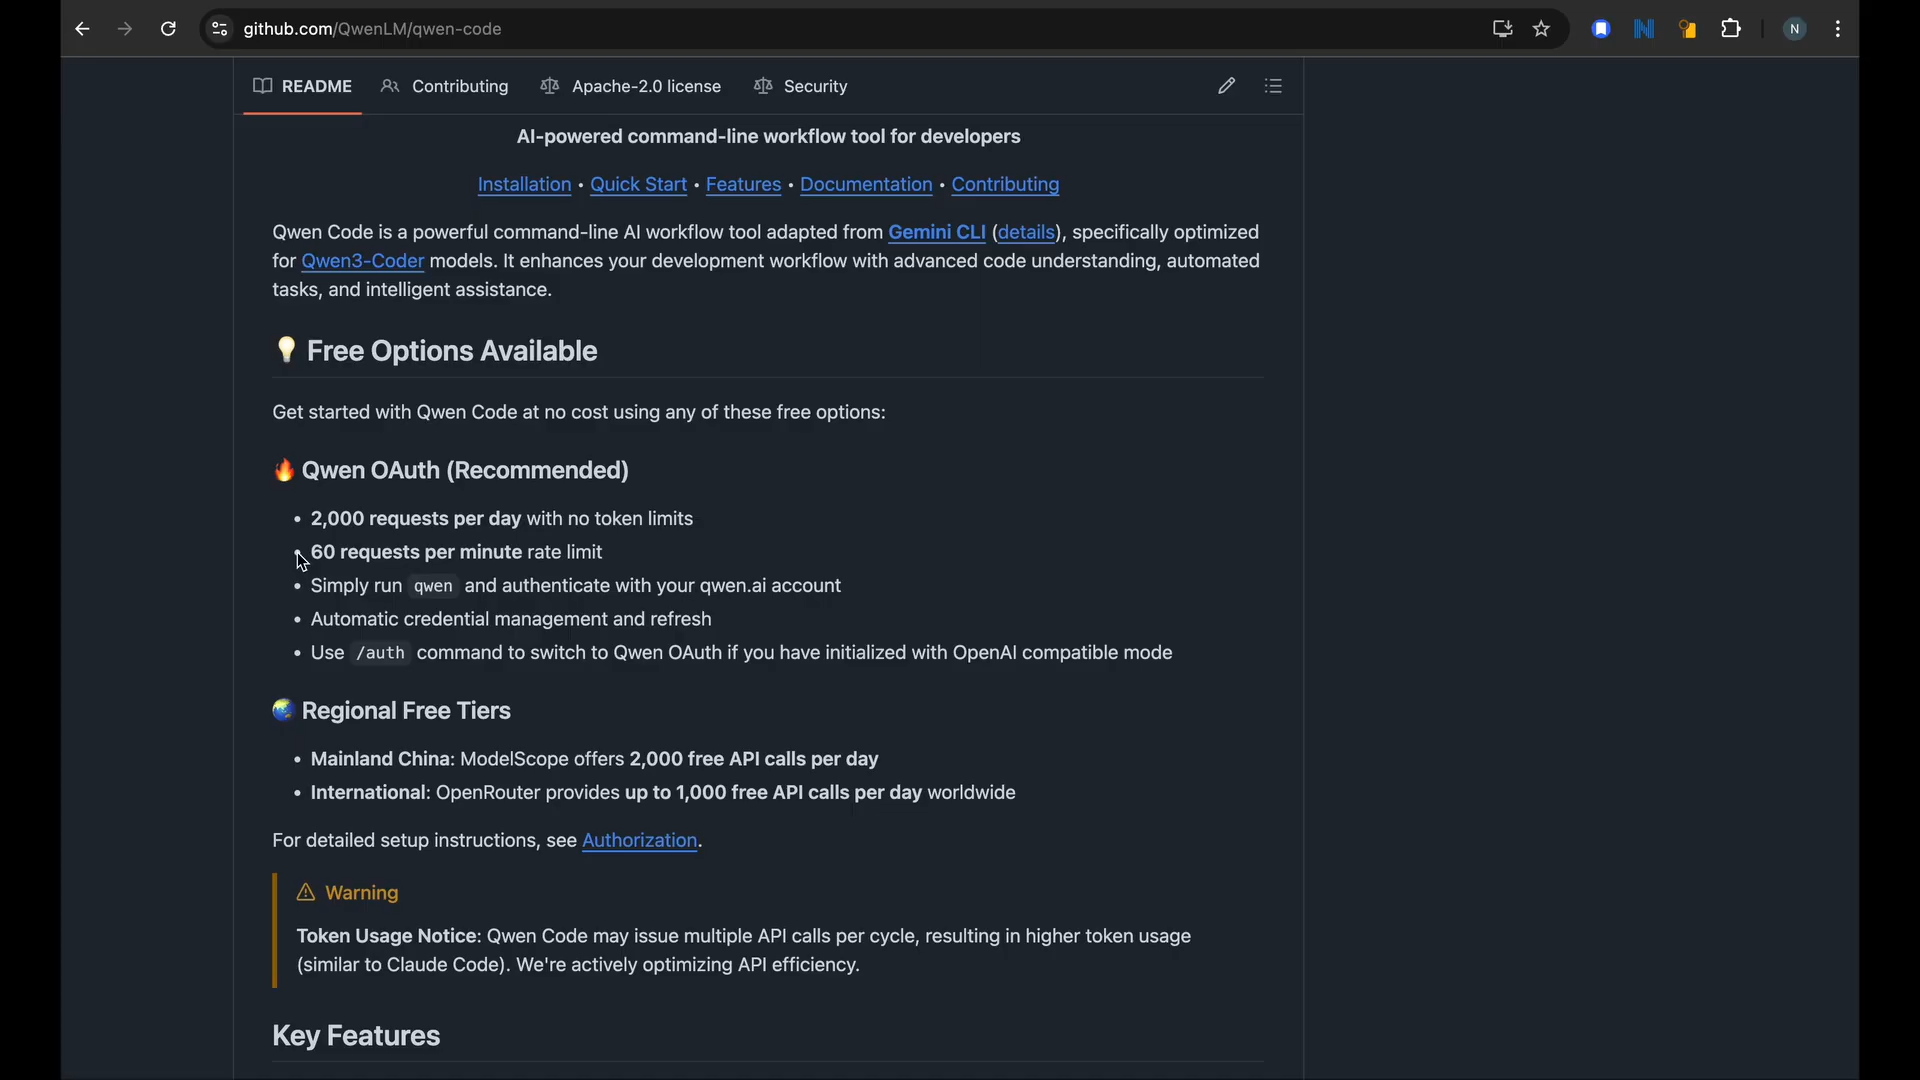 github.com/QwenLM/qwen-code
N
README
Contributing
Apache-2.0 license
Security
AI-powered command-line workflow tool for developers
Installation • Quick Start • Features • Documentation • Contributing
Qwen Code is a powerful command-line AI workflow tool adapted from Gemini CLI (details), specifically optimized
for Qwen3-Coder models. It enhances your development workflow with advanced code understanding, automated
tasks, and intelligent assistance.
💡 Free Options Available
Get started with Qwen Code at no cost using any of these free options:
🔥 Qwen OAuth (Recommended)
• 2,000 requests per day with no token limits
• 60 requests per minute rate limit
• Simply run qwen and authenticate with your qwen.ai account
• Automatic credential management and refresh
• Use /auth command to switch to Qwen OAuth if you have initialized with OpenAI compatible mode
🌏 Regional Free Tiers
• Mainland China: ModelScope offers 2,000 free API calls per day
• International: OpenRouter provides up to 1,000 free API calls per day worldwide
For detailed setup instructions, see Authorization.
⚠ Warning
Token Usage Notice: Qwen Code may issue multiple API calls per cycle, resulting in higher token usage
(similar to Claude Code). We're actively optimizing API efficiency.
Key Features